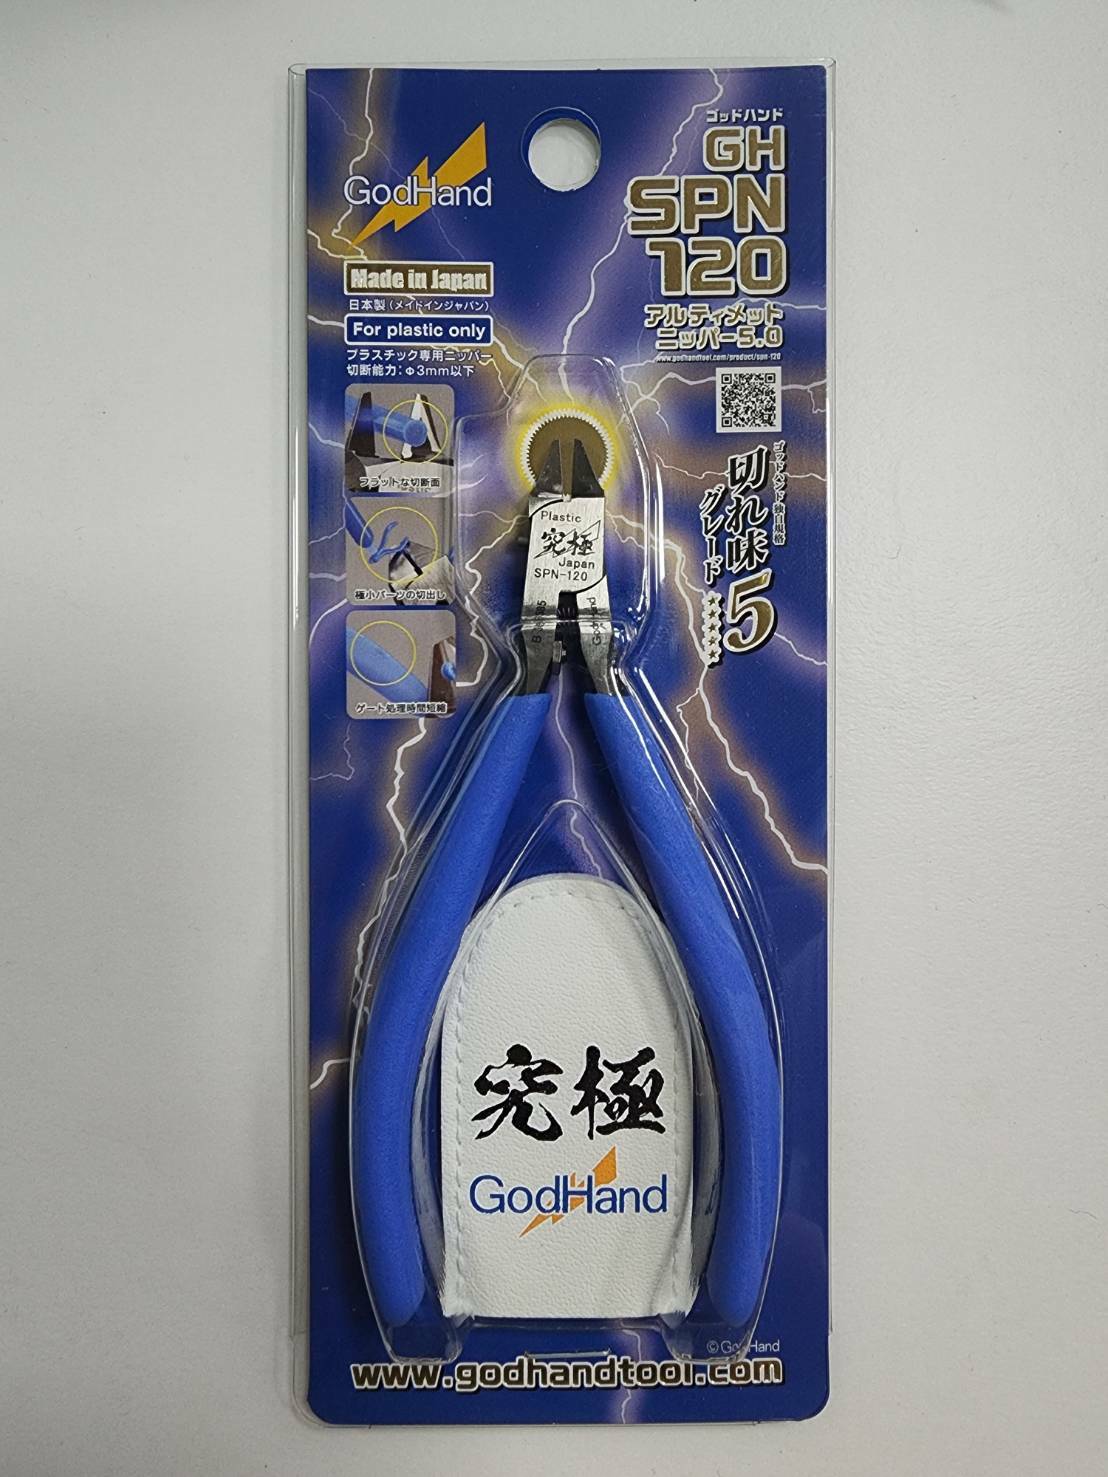 GodHand
Made in Japan
日本製(メイドインジャパン)
For plastic only
プラスチック専用ニッパー
切断能力:Φ3mm以下
フラットな切断面
極小パーツの切出し
ゲート処理時間短縮
ゴッドハンド
GH
SPN
120
アルティメット
ニッパー5.0
www.godhandtool.com/product/spn-120
ゴッドハンド独自規格
切れ味5
グレード★★★★★
Plastic
究極
Japan
SPN-120
究極
GodHand
© GodHand
www.godhandtool.com